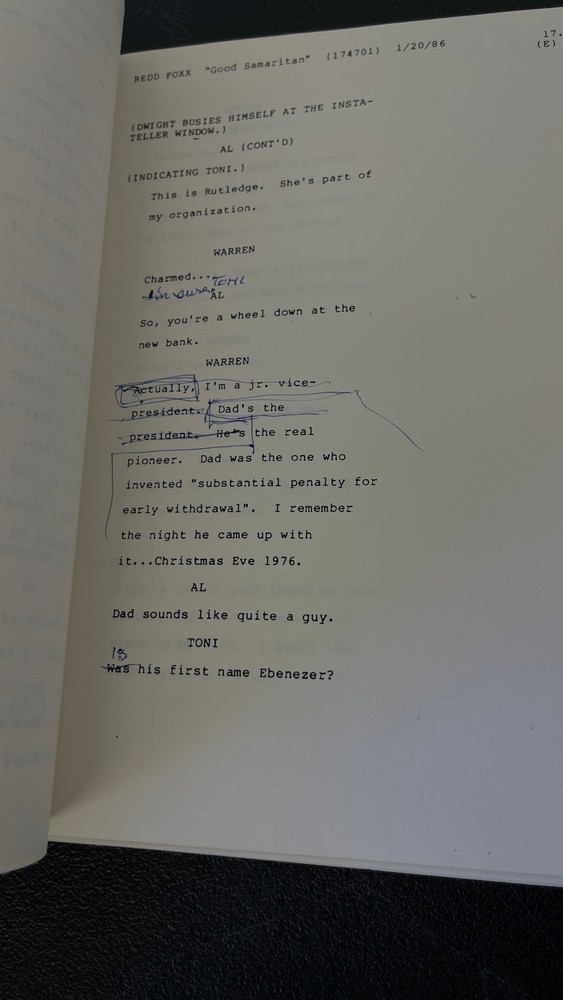 REDD FOXX "Good Samaritan" (174701) 1/20/86
17.
(E)
(DWIGHT BUSIES HIMSELF AT THE INSTA-
TELLER WINDOW.)
AL (CONT'D)
(INDICATING TONI.)
This is Rutledge. She's part of
my organization.
WARREN
Charmed...
TONI
I'm sure.
AL
So, you're a wheel down at the
new bank.
WARREN
Actually, I'm a jr. vice-
president. Dad's the
president. He's the real
pioneer. Dad was the one who
invented "substantial penalty for
early withdrawal". I remember
the night he came up with
it...Christmas Eve 1976.
AL
Dad sounds like quite a guy.
TONI
Is
Was his first name Ebenezer?